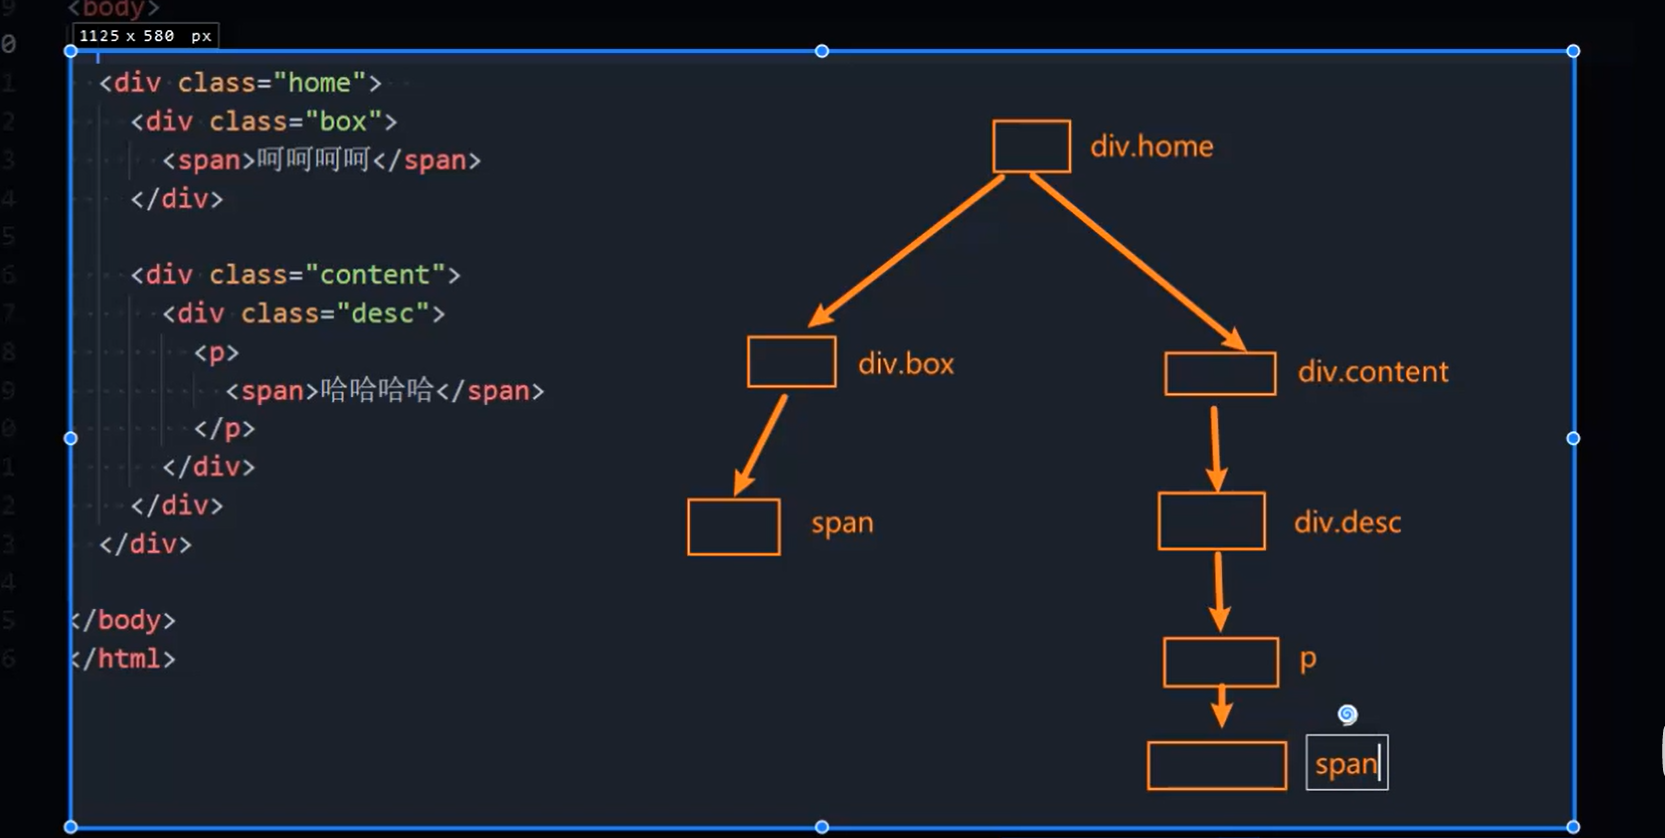 <body>
1125 x 580 px
<div class="home">
<div class="box">
<span>呵呵呵呵</span>
</div>
<div class="content">
<div class="desc">
<p>
<span>哈哈哈哈</span>
</p>
</div>
</div>
</div>
</body>
</html>
div.home
div.box
div.content
span
div.desc
p
span